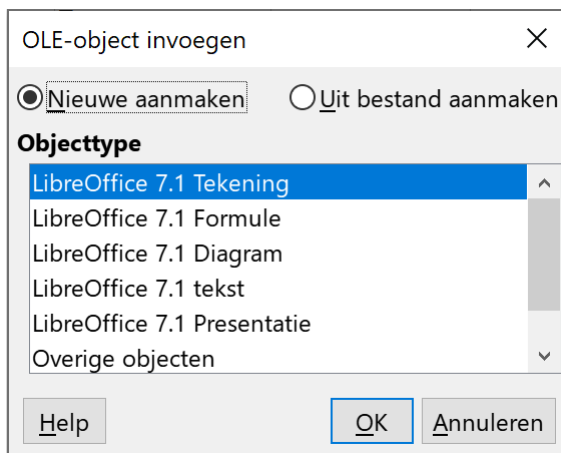 OLE-object invoegen
Nieuwe aanmaken Uit bestand aanmaken
Objecttype
LibreOffice 7.1 Tekening
LibreOffice 7.1 Formule
LibreOffice 7.1 Diagram
LibreOffice 7.1 tekst
LibreOffice 7.1 Presentatie
Overige objecten
Help OK Annuleren